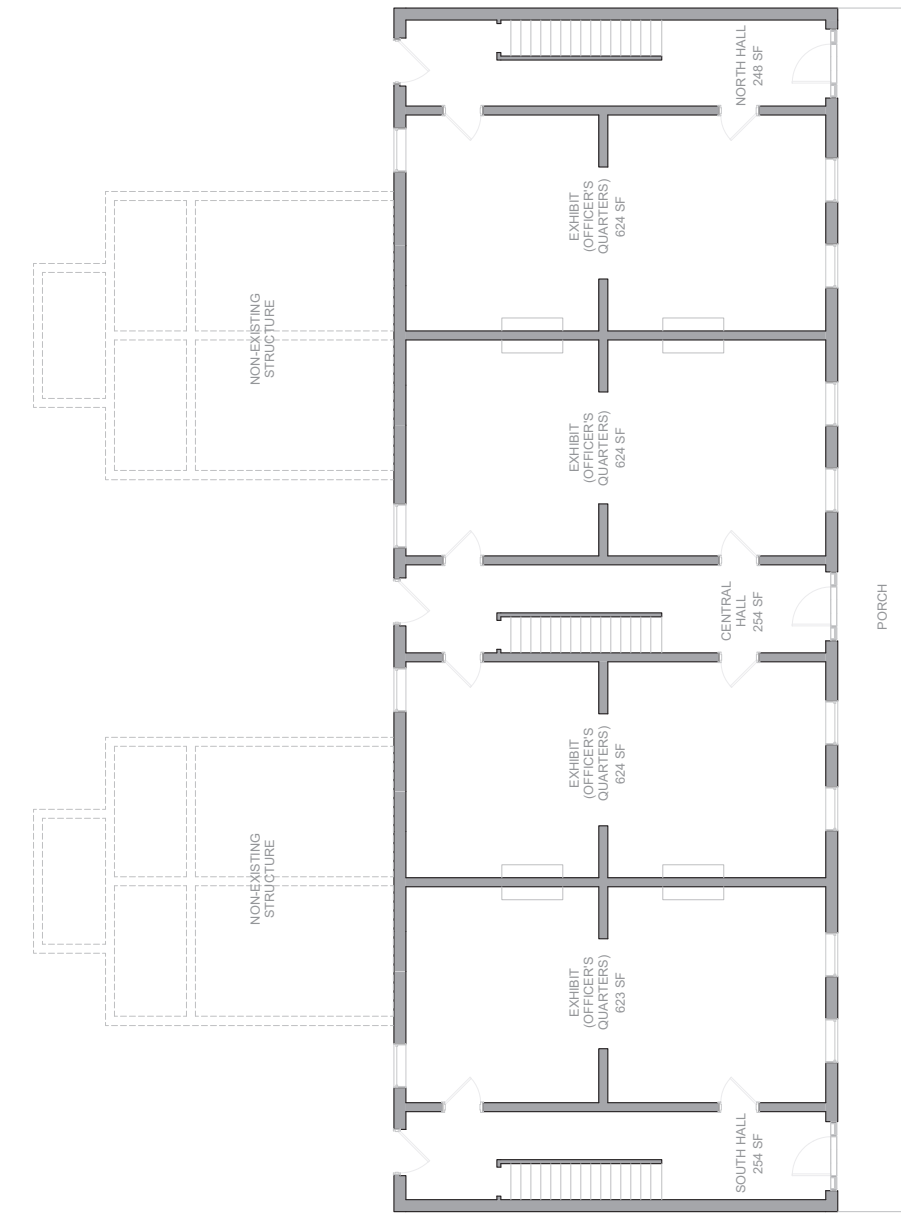 NORTH HALL
248 SF
EXHIBIT
(OFFICER'S
QUARTERS)
624 SF
NON-EXISTING
STRUCTURE
EXHIBIT
(OFFICER'S
QUARTERS)
624 SF
CENTRAL
HALL
254 SF
PORCH
EXHIBIT
(OFFICER'S
QUARTERS)
624 SF
NON-EXISTING
STRUCTURE
EXHIBIT
(OFFICER'S
QUARTERS)
623 SF
SOUTH HALL
254 SF